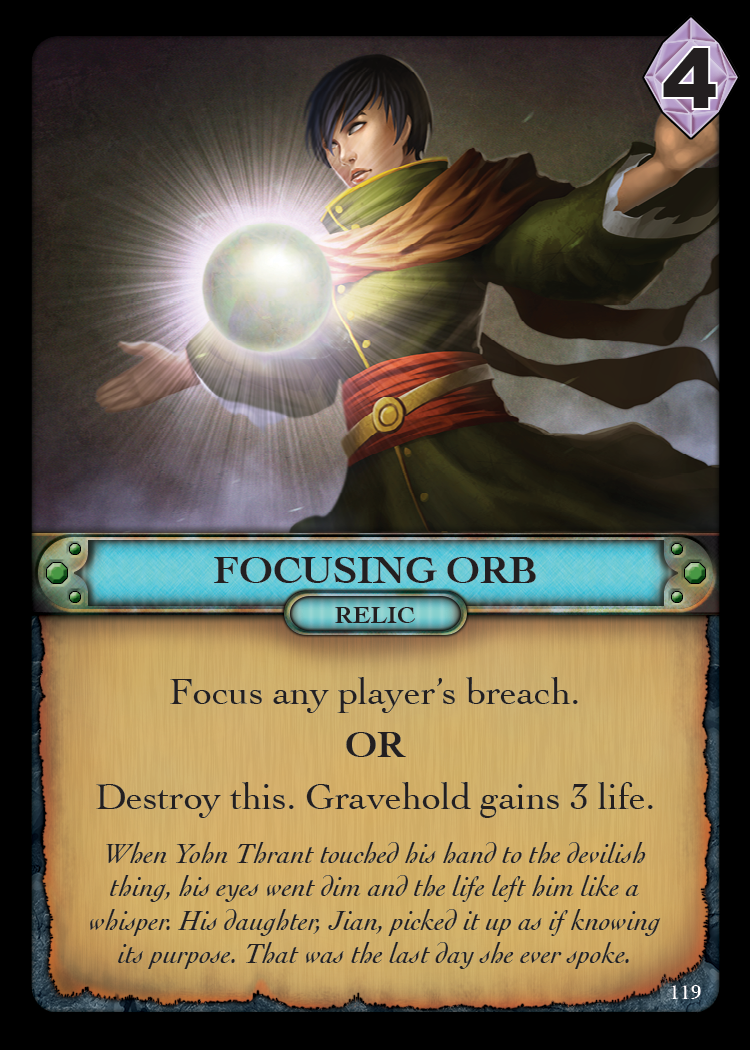 4
FOCUSING ORB
RELIC
Focus any player's breach.
OR
Destroy this. Gravehold gains 3 life.
When Yohn Thrant touched his hand to the devilish
thing, his eyes went dim and the life left him like a
whisper. His daughter, Jian, picked it up as if knowing
its purpose. That was the last day she ever spoke.
119